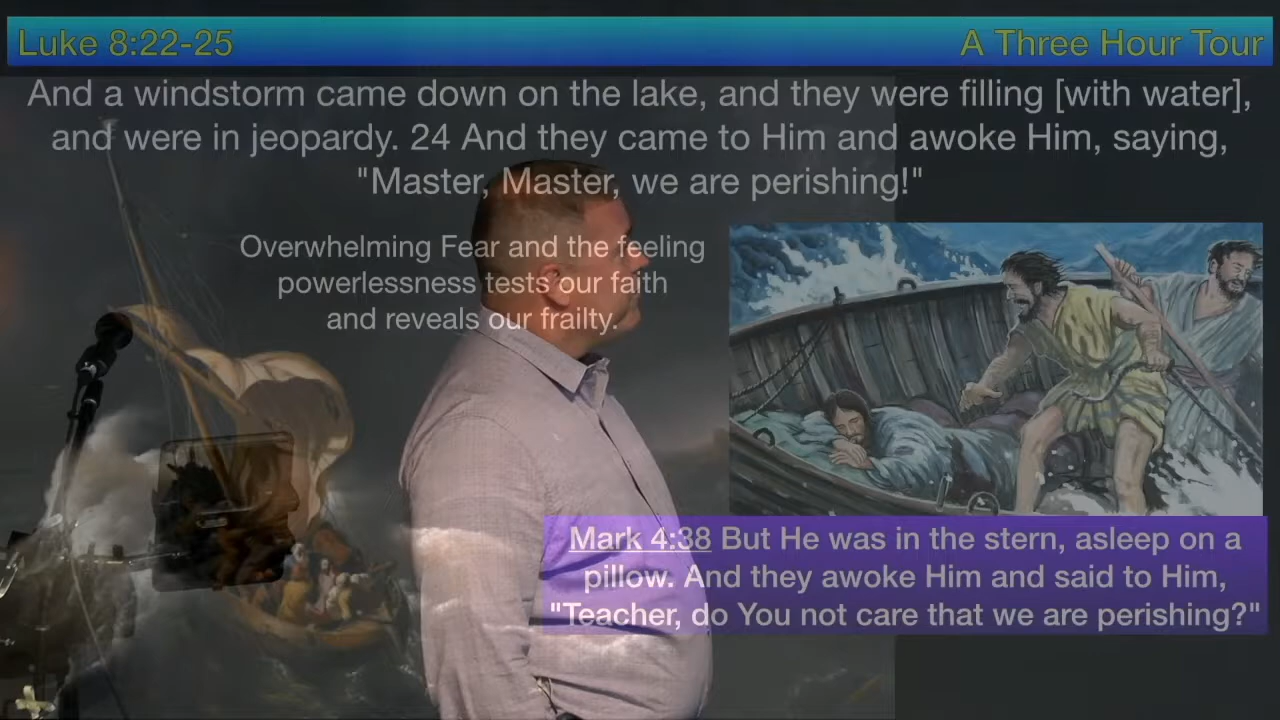 Luke 8:22-25
A Three Hour Tour
And a windstorm came down on the lake, and they were filling [with water],
and were in jeopardy. 24 And they came to Him and awoke Him, saying,
"Master, Master, we are perishing!"
Overwhelming Fear and the feeling
powerlessness tests our faith
and reveals our frailty.
Mark 4:38 But He was in the stern, asleep on a
pillow. And they awoke Him and said to Him,
"Teacher, do You not care that we are perishing?"